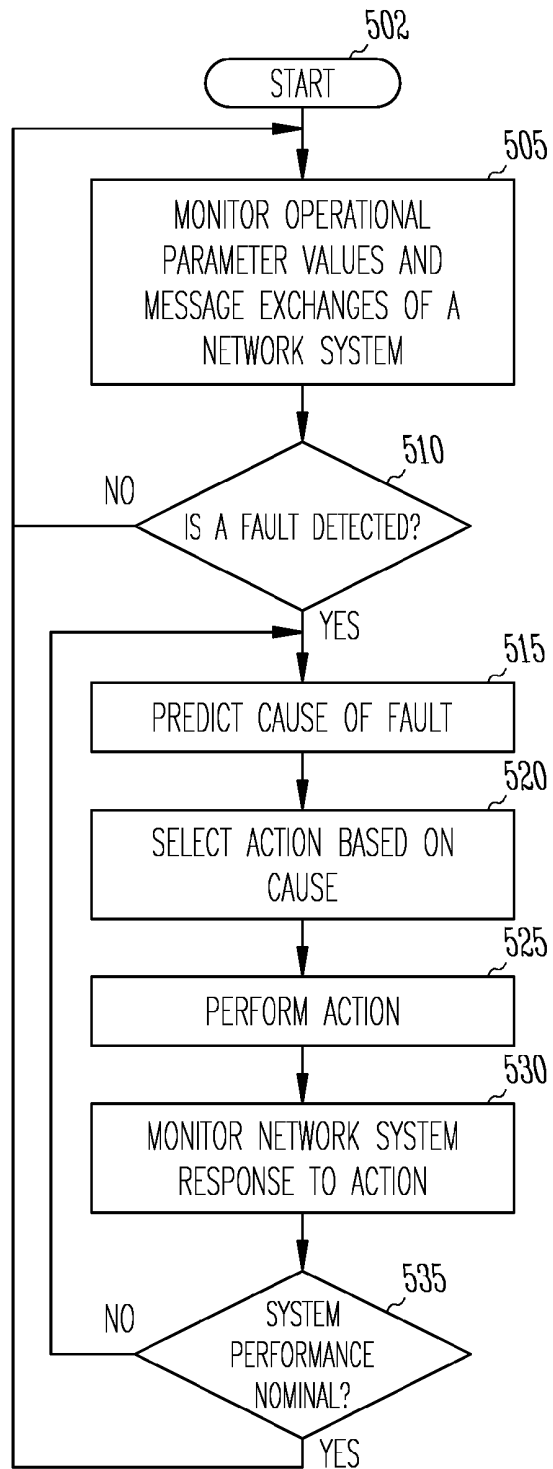 502
START
505
MONITOR OPERATIONAL
PARAMETER VALUES AND
MESSAGE EXCHANGES OF A
NETWORK SYSTEM
510
NO
IS A FAULT DETECTED?
YES
515
PREDICT CAUSE OF FAULT
520
SELECT ACTION BASED ON
CAUSE
525
PERFORM ACTION
530
MONITOR NETWORK SYSTEM
RESPONSE TO ACTION
535
NO
SYSTEM
PERFORMANCE
NOMINAL?
YES